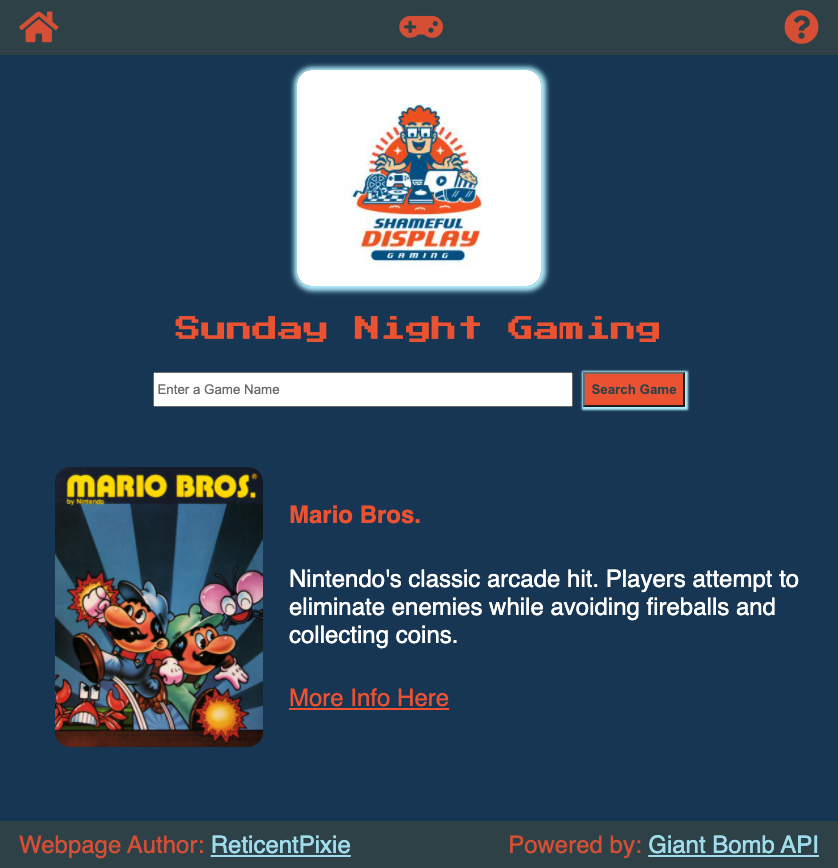 SHAMEFUL
DISPLAY
GAMING
Sunday Night Gaming
Enter a Game Name
Search Game
MARIO BROS.®
by Nintendo
Mario Bros.
Nintendo's classic arcade hit. Players attempt to
eliminate enemies while avoiding fireballs and
collecting coins.
More Info Here
Webpage Author: ReticentPixie
Powered by: Giant Bomb API